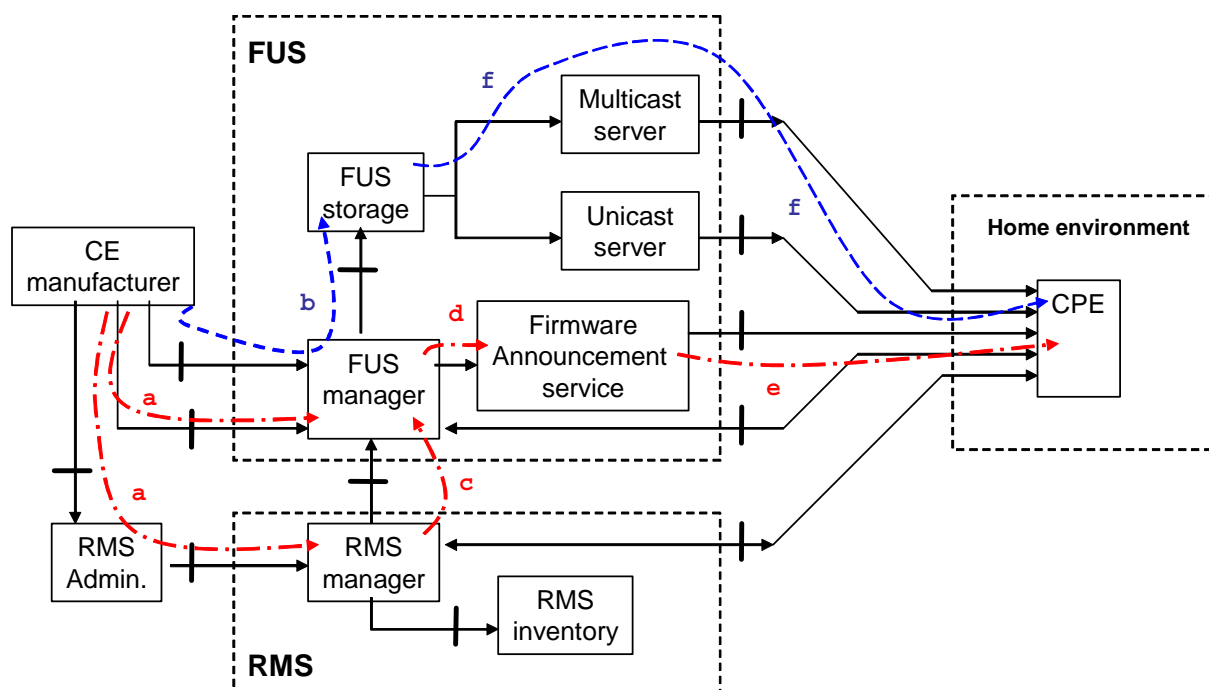 FUS
f
Multicast
server
FUS
storage
f
Unicast
server
Home environment
CE
manufacturer
b
CPE
d
Firmware
Announcement
service
FUS
manager
e
a
c
a
RMS
Admin.
RMS
manager
RMS
inventory
RMS